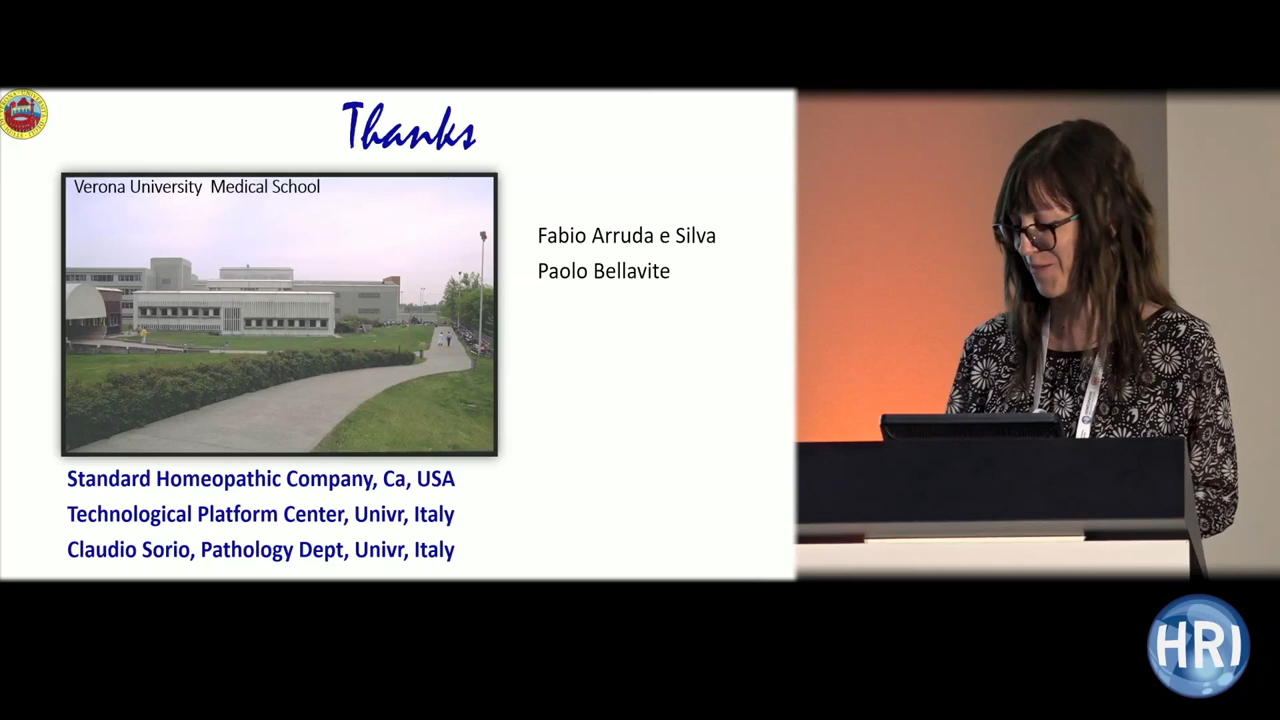 Thanks
Verona University Medical School
Fabio Arruda e Silva
Paolo Bellavite
Standard Homeopathic Company, Ca, USA
Technological Platform Center, Univr, Italy
Claudio Sorio, Pathology Dept, Univr, Italy
HRI